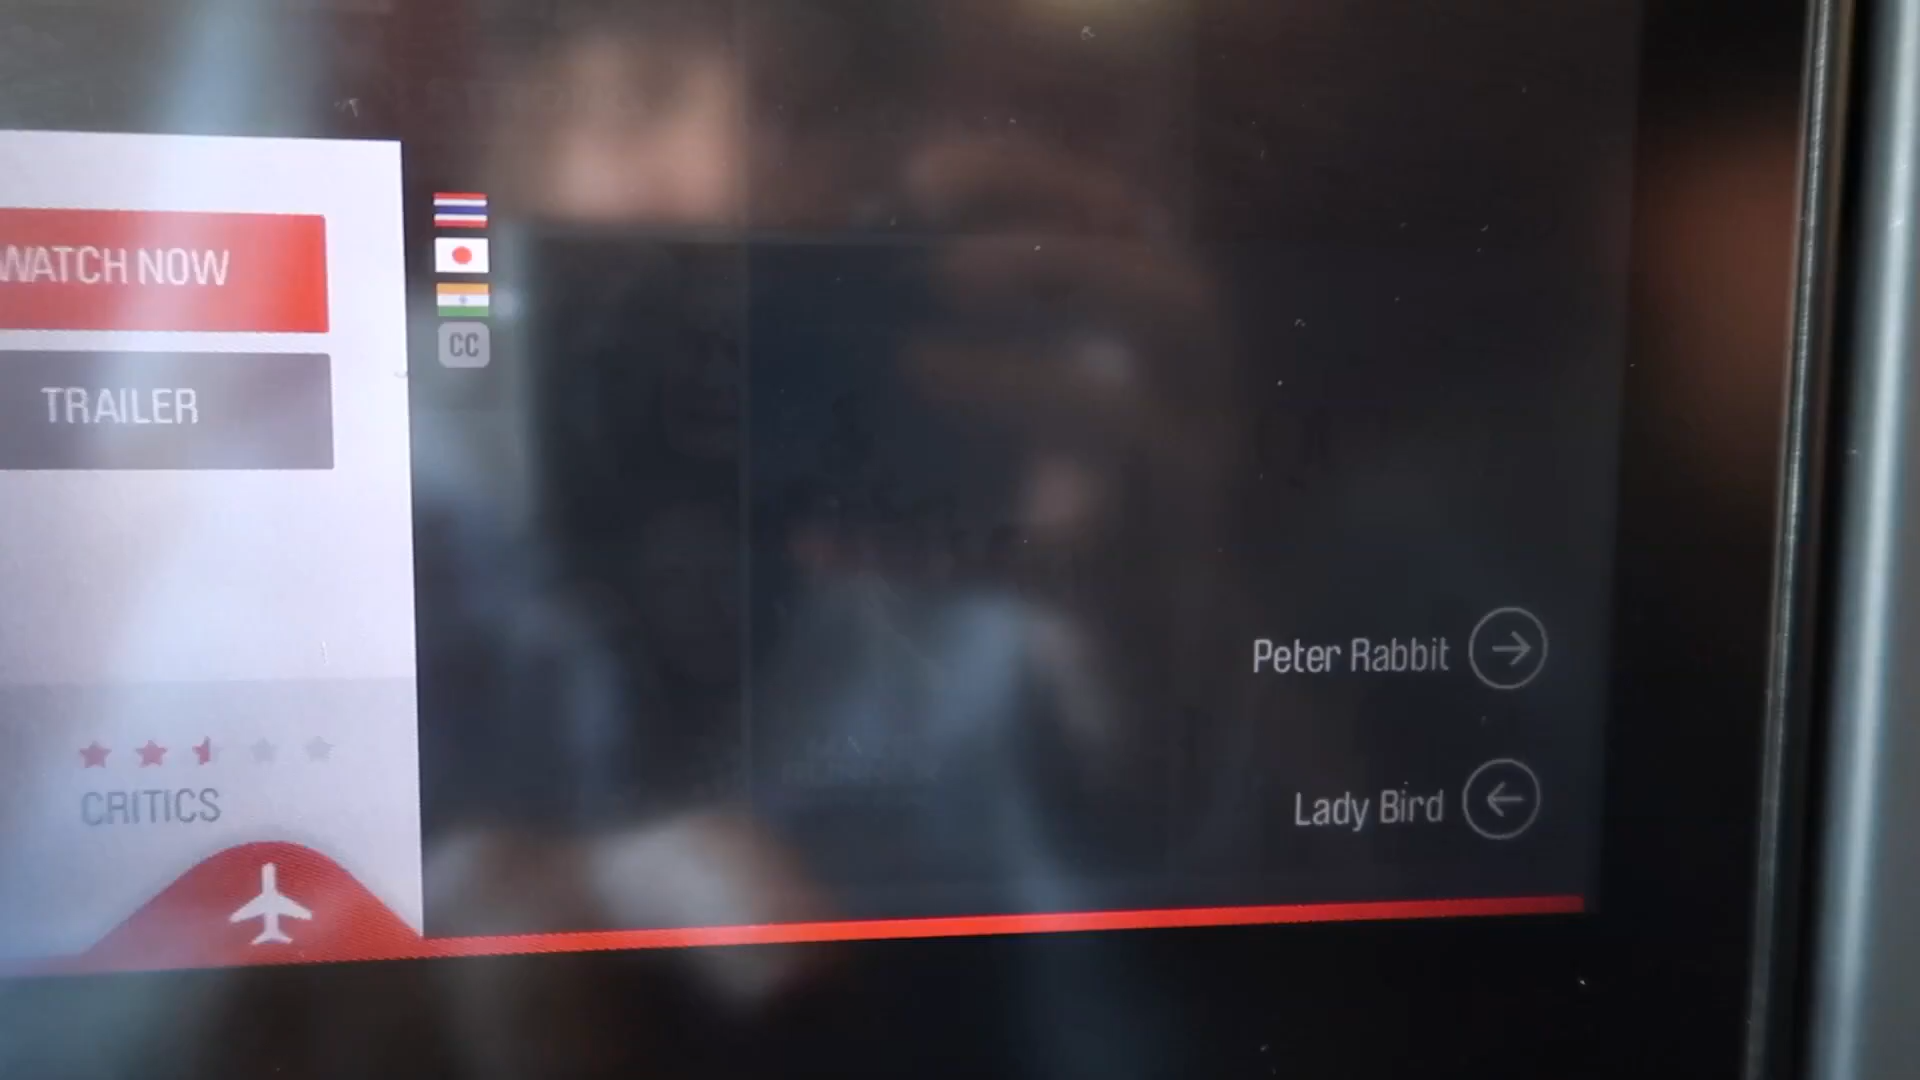 WATCH NOW
TRAILER
CC
Peter Rabbit
Lady Bird
CRITICS